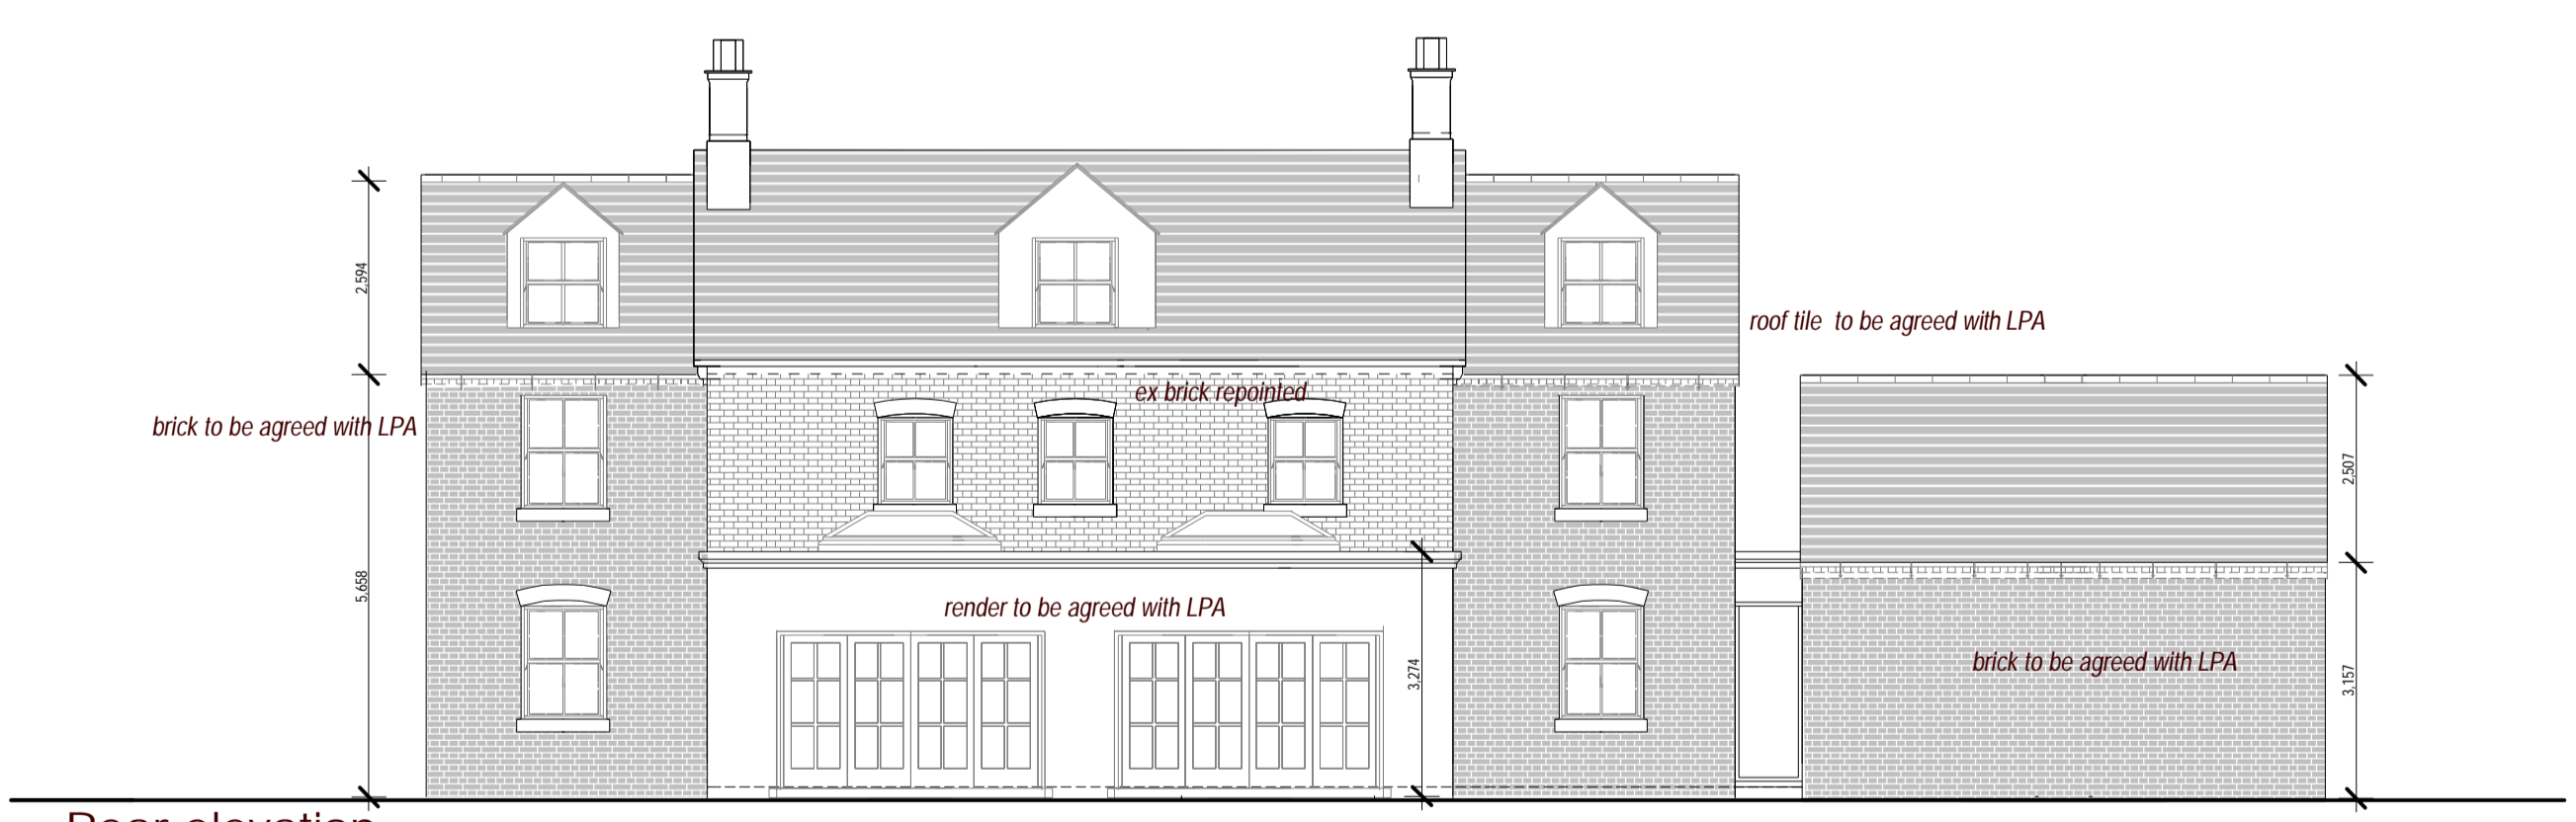 2,594
roof tile to be agreed with LPA
ex brick repointed
brick to be agreed with LPA
2,507
5,658
render to be agreed with LPA
3,274
brick to be agreed with LPA
3,157
Rear elevation